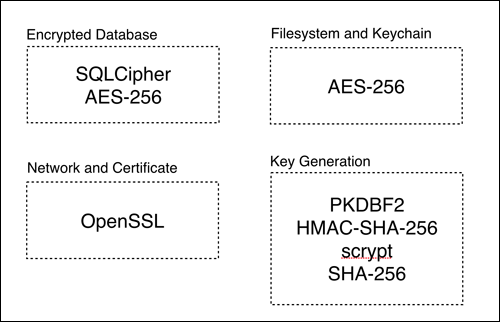 Encrypted Database
SQLCipher
AES-256
Filesystem and Keychain
AES-256
Network and Certificate
OpenSSL
Key Generation
PKDBF2
HMAC-SHA-256
scrypt
SHA-256